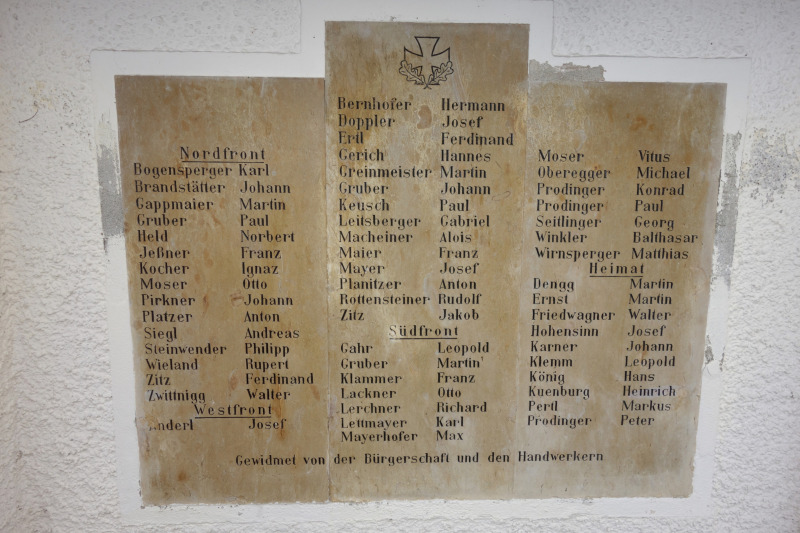 Nordfront
Bogensperger Karl
Brandstätter Johann
Gappmaier Martin
Gruber Paul
Held Norbert
Jeßner Franz
Kocher Ignaz
Moser Otto
Pirkner Johann
Platzer Anton
Siegl Andreas
Steinwender Philipp
Wieland Rupert
Zitz Ferdinand
Zwittnigg Walter
Westfront
Josef
Bernhofer Hermann
Doppler Josef
Ertl Ferdinand
Gerich Hannes
Greinmeister Martin
Gruber Johann
Keusch Paul
Leitsberger Gabriel
Macheiner Alois
Maier Franz
Mayer Josef
Planitzer Anton
Rottensteiner Rudolf
Zitz Jakob
Südfront
Gahr Leopold
Gruber Martin
Klammer Franz
Lackner Otto
Lerchner Richard
Lettmayer Karl
Mayerhofer Max
Moser Vitus
Oberegger Michael
Prodinger Konrad
Prodinger Paul
Seitlinger Georg
Winkler Balthasar
Wirnsperger Matthias
Heimat
Dengg Martin
Ernst Martin
Friedwagner Walter
Hohensinn Josef
Karner Johann
Klemm Leopold
König Hans
Kuenburg Heinrich
Pertl Markus
Prodinger Peter
Gewidmet von der Bürgerschaft und den Handwerkern